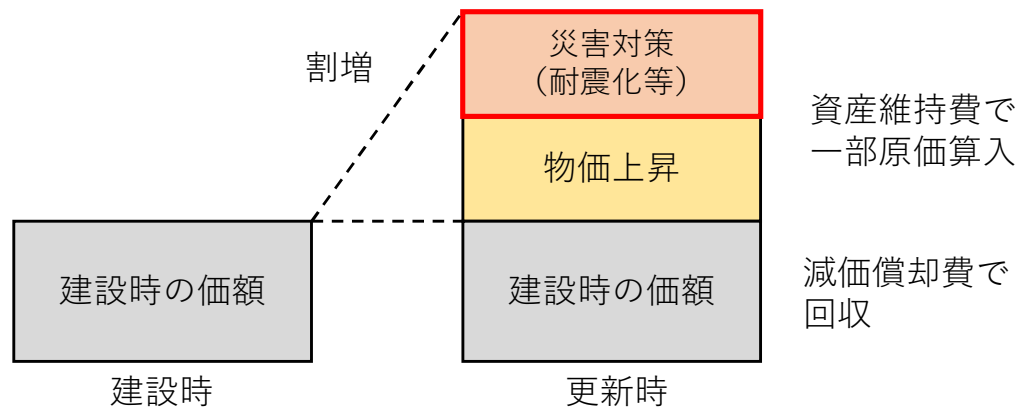 災害対策
（耐震化等）
割増
資産維持費で
一部原価算入
物価上昇
建設時の価額
建設時の価額
減価償却費で
回収
建設時
更新時